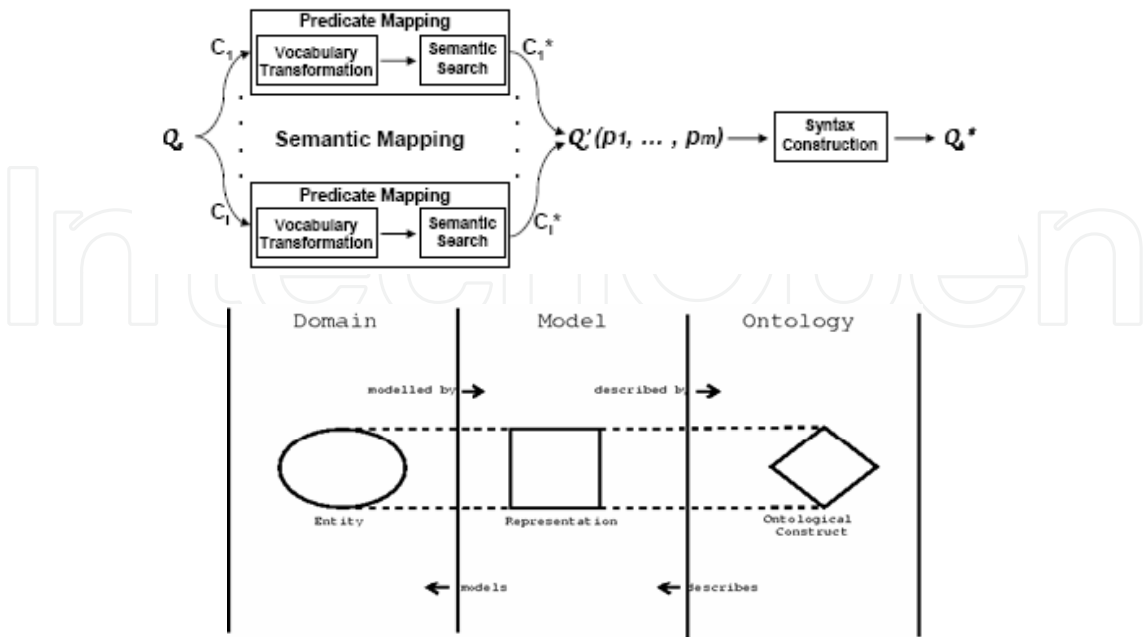 Predicate Mapping
C1
Vocabulary Transformation
Semantic Search
C1*
Qs
Semantic Mapping
Q'(p1, ... , pm)
Syntax Construction
Qs*
Predicate Mapping
Cl
Vocabulary Transformation
Semantic Search
Cl*
IntechOpen
Domain
Model
Ontology
modelled by
described by
Entity
Representation
Ontological Construct
models
describes